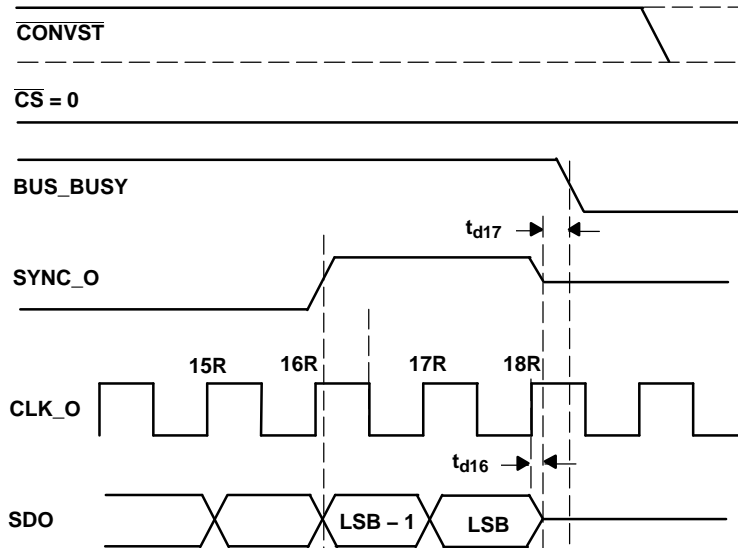 CONVST
CS = 0
BUS_BUSY
td17
SYNC_O
15R 16R 17R 18R
CLK_O
td16
SDO LSB – 1 LSB